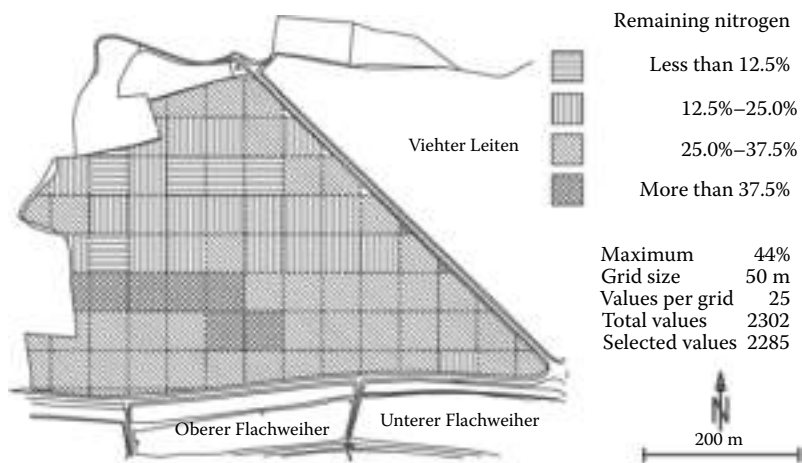 Remaining nitrogen
Less than 12.5%
12.5%–25.0%
25.0%–37.5%
More than 37.5%
Viehter Leiten
Maximum 44%
Grid size 50 m
Values per grid 25
Total values 2302
Selected values 2285
N
200 m
Oberer Flachweiher
Unterer Flachweiher